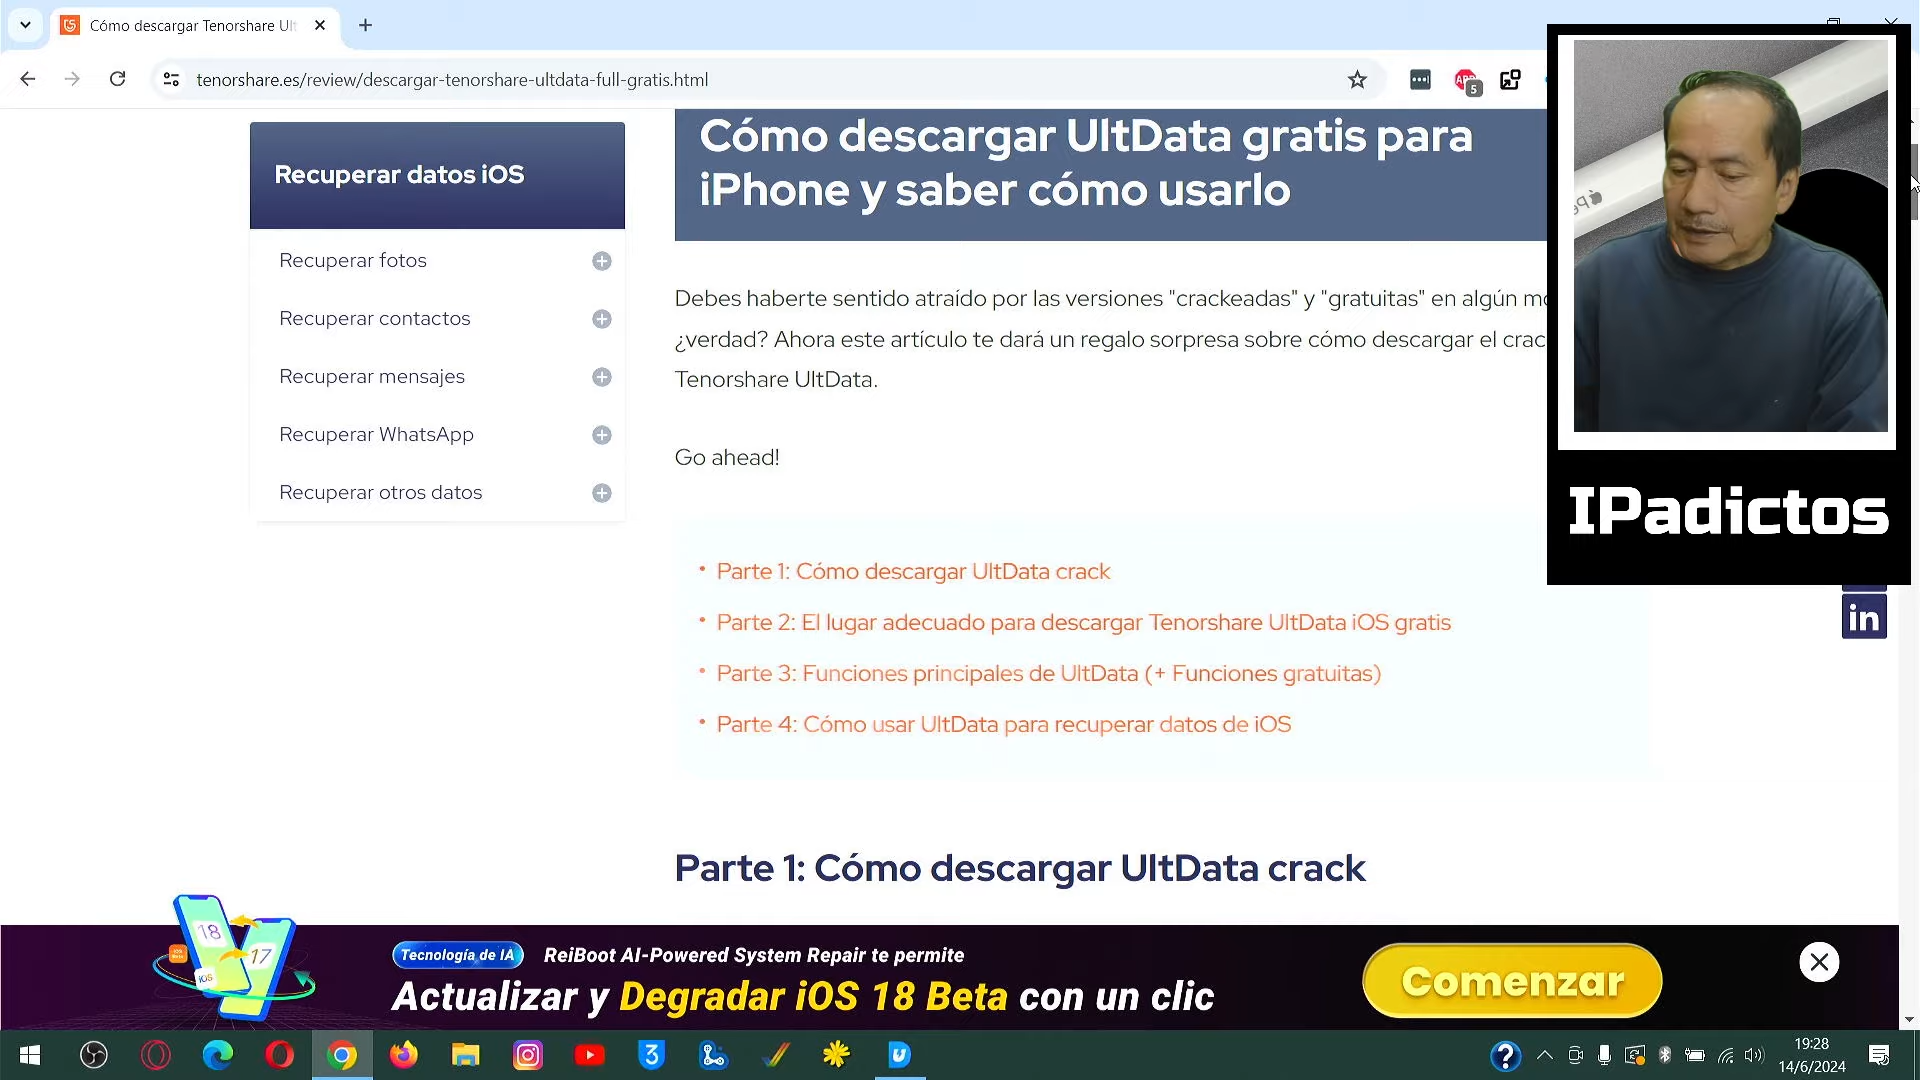 Cómo descargar Tenorshare Ult
tenorshare.es/review/descargar-tenorshare-ultdata-full-gratis.html
5
Recuperar datos iOS
Recuperar fotos
Recuperar contactos
Recuperar mensajes
Recuperar WhatsApp
Recuperar otros datos
Cómo descargar UltData gratis para
iPhone y saber cómo usarlo
Debes haberte sentido atraído por las versiones "crackeadas" y "gratuitas" en algún mo
¿verdad? Ahora este artículo te dará un regalo sorpresa sobre cómo descargar el crac
Tenorshare UltData.
Go ahead!
• Parte 1: Cómo descargar UltData crack
• Parte 2: El lugar adecuado para descargar Tenorshare UltData iOS gratis
• Parte 3: Funciones principales de UltData (+ Funciones gratuitas)
• Parte 4: Cómo usar UltData para recuperar datos de iOS
Parte 1: Cómo descargar UltData crack
IPadictos
in
18
17
iOS
Tecnología de IA
ReiBoot AI-Powered System Repair te permite
Actualizar y Degradar iOS 18 Beta con un clic
Comenzar
19:28
14/6/2024